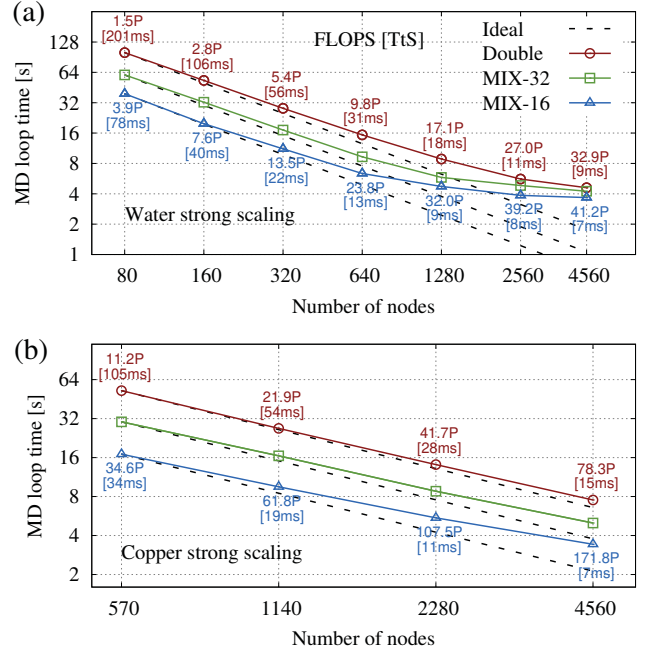 (a)
FLOPS [TtS]
Ideal
Double
MIX-32
MIX-16
1.5P
[201ms]
2.8P
[106ms]
5.4P
[56ms]
9.8P
[31ms]
17.1P
[18ms]
27.0P
[11ms]
32.9P
[9ms]
3.9P
[78ms]
7.6P
[40ms]
13.5P
[22ms]
23.8P
[13ms]
32.0P
[9ms]
39.2P
[8ms]
41.2P
[7ms]
Water strong scaling
MD loop time [s]
128
64
32
16
8
4
2
1
80
160
320
640
1280
2560
4560
Number of nodes
(b)
11.2P
[105ms]
21.9P
[54ms]
41.7P
[28ms]
78.3P
[15ms]
34.6P
[34ms]
61.8P
[19ms]
107.5P
[11ms]
171.8P
[7ms]
Copper strong scaling
MD loop time [s]
64
32
16
8
4
2
570
1140
2280
4560
Number of nodes